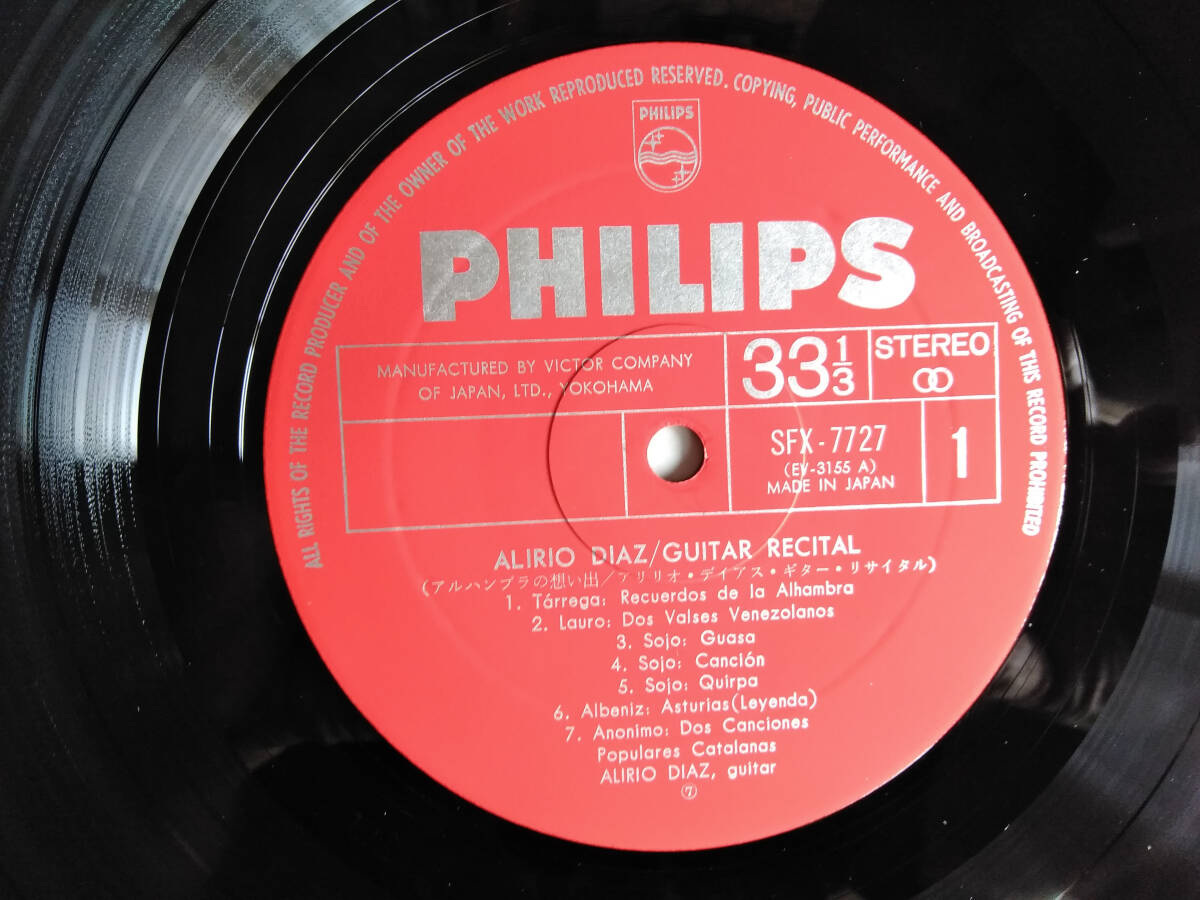 ALL RIGHTS OF THE RECORD PRODUCER AND OF THE OWNER OF THE WORK REPRODUCED RESERVED. COPYING, PUBLIC PERFORMANCE AND BROADCASTING OF THIS RECORD PROHIBITED
PHILIPS
PHILIPS
MANUFACTURED BY VICTOR COMPANY
OF JAPAN, LTD., YOKOHAMA
33 1/3
STEREO
SFX-7727
(EV-3155 A)
MADE IN JAPAN
1
ALIRIO DIAZ/GUITAR RECITAL
(アルハンブラの想い出/アリリオ・デイアス・ギター・リサイタル)
1. Tárrega: Recuerdos de la Alhambra
2. Lauro: Dos Valses Venezolanos
3. Sojo: Guasa
4. Sojo: Canción
5. Sojo: Quirpa
6. Albeniz: Asturias(Leyenda)
7. Anonimo: Dos Canciones
Populares Catalanas
ALIRIO DIAZ, guitar
⑦